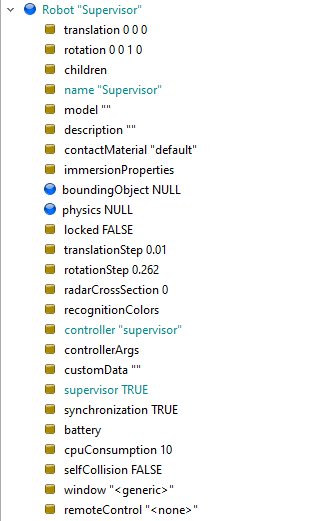 Robot "Supervisor"
translation 0 0 0
rotation 0 0 1 0
children
name "Supervisor"
model ""
description ""
contactMaterial "default"
immersionProperties
boundingObject NULL
physics NULL
locked FALSE
translationStep 0.01
rotationStep 0.262
radarCrossSection 0
recognitionColors
controller "supervisor"
controllerArgs
customData ""
supervisor TRUE
synchronization TRUE
battery
cpuConsumption 10
selfCollision FALSE
window "<generic>"
remoteControl "<none>"